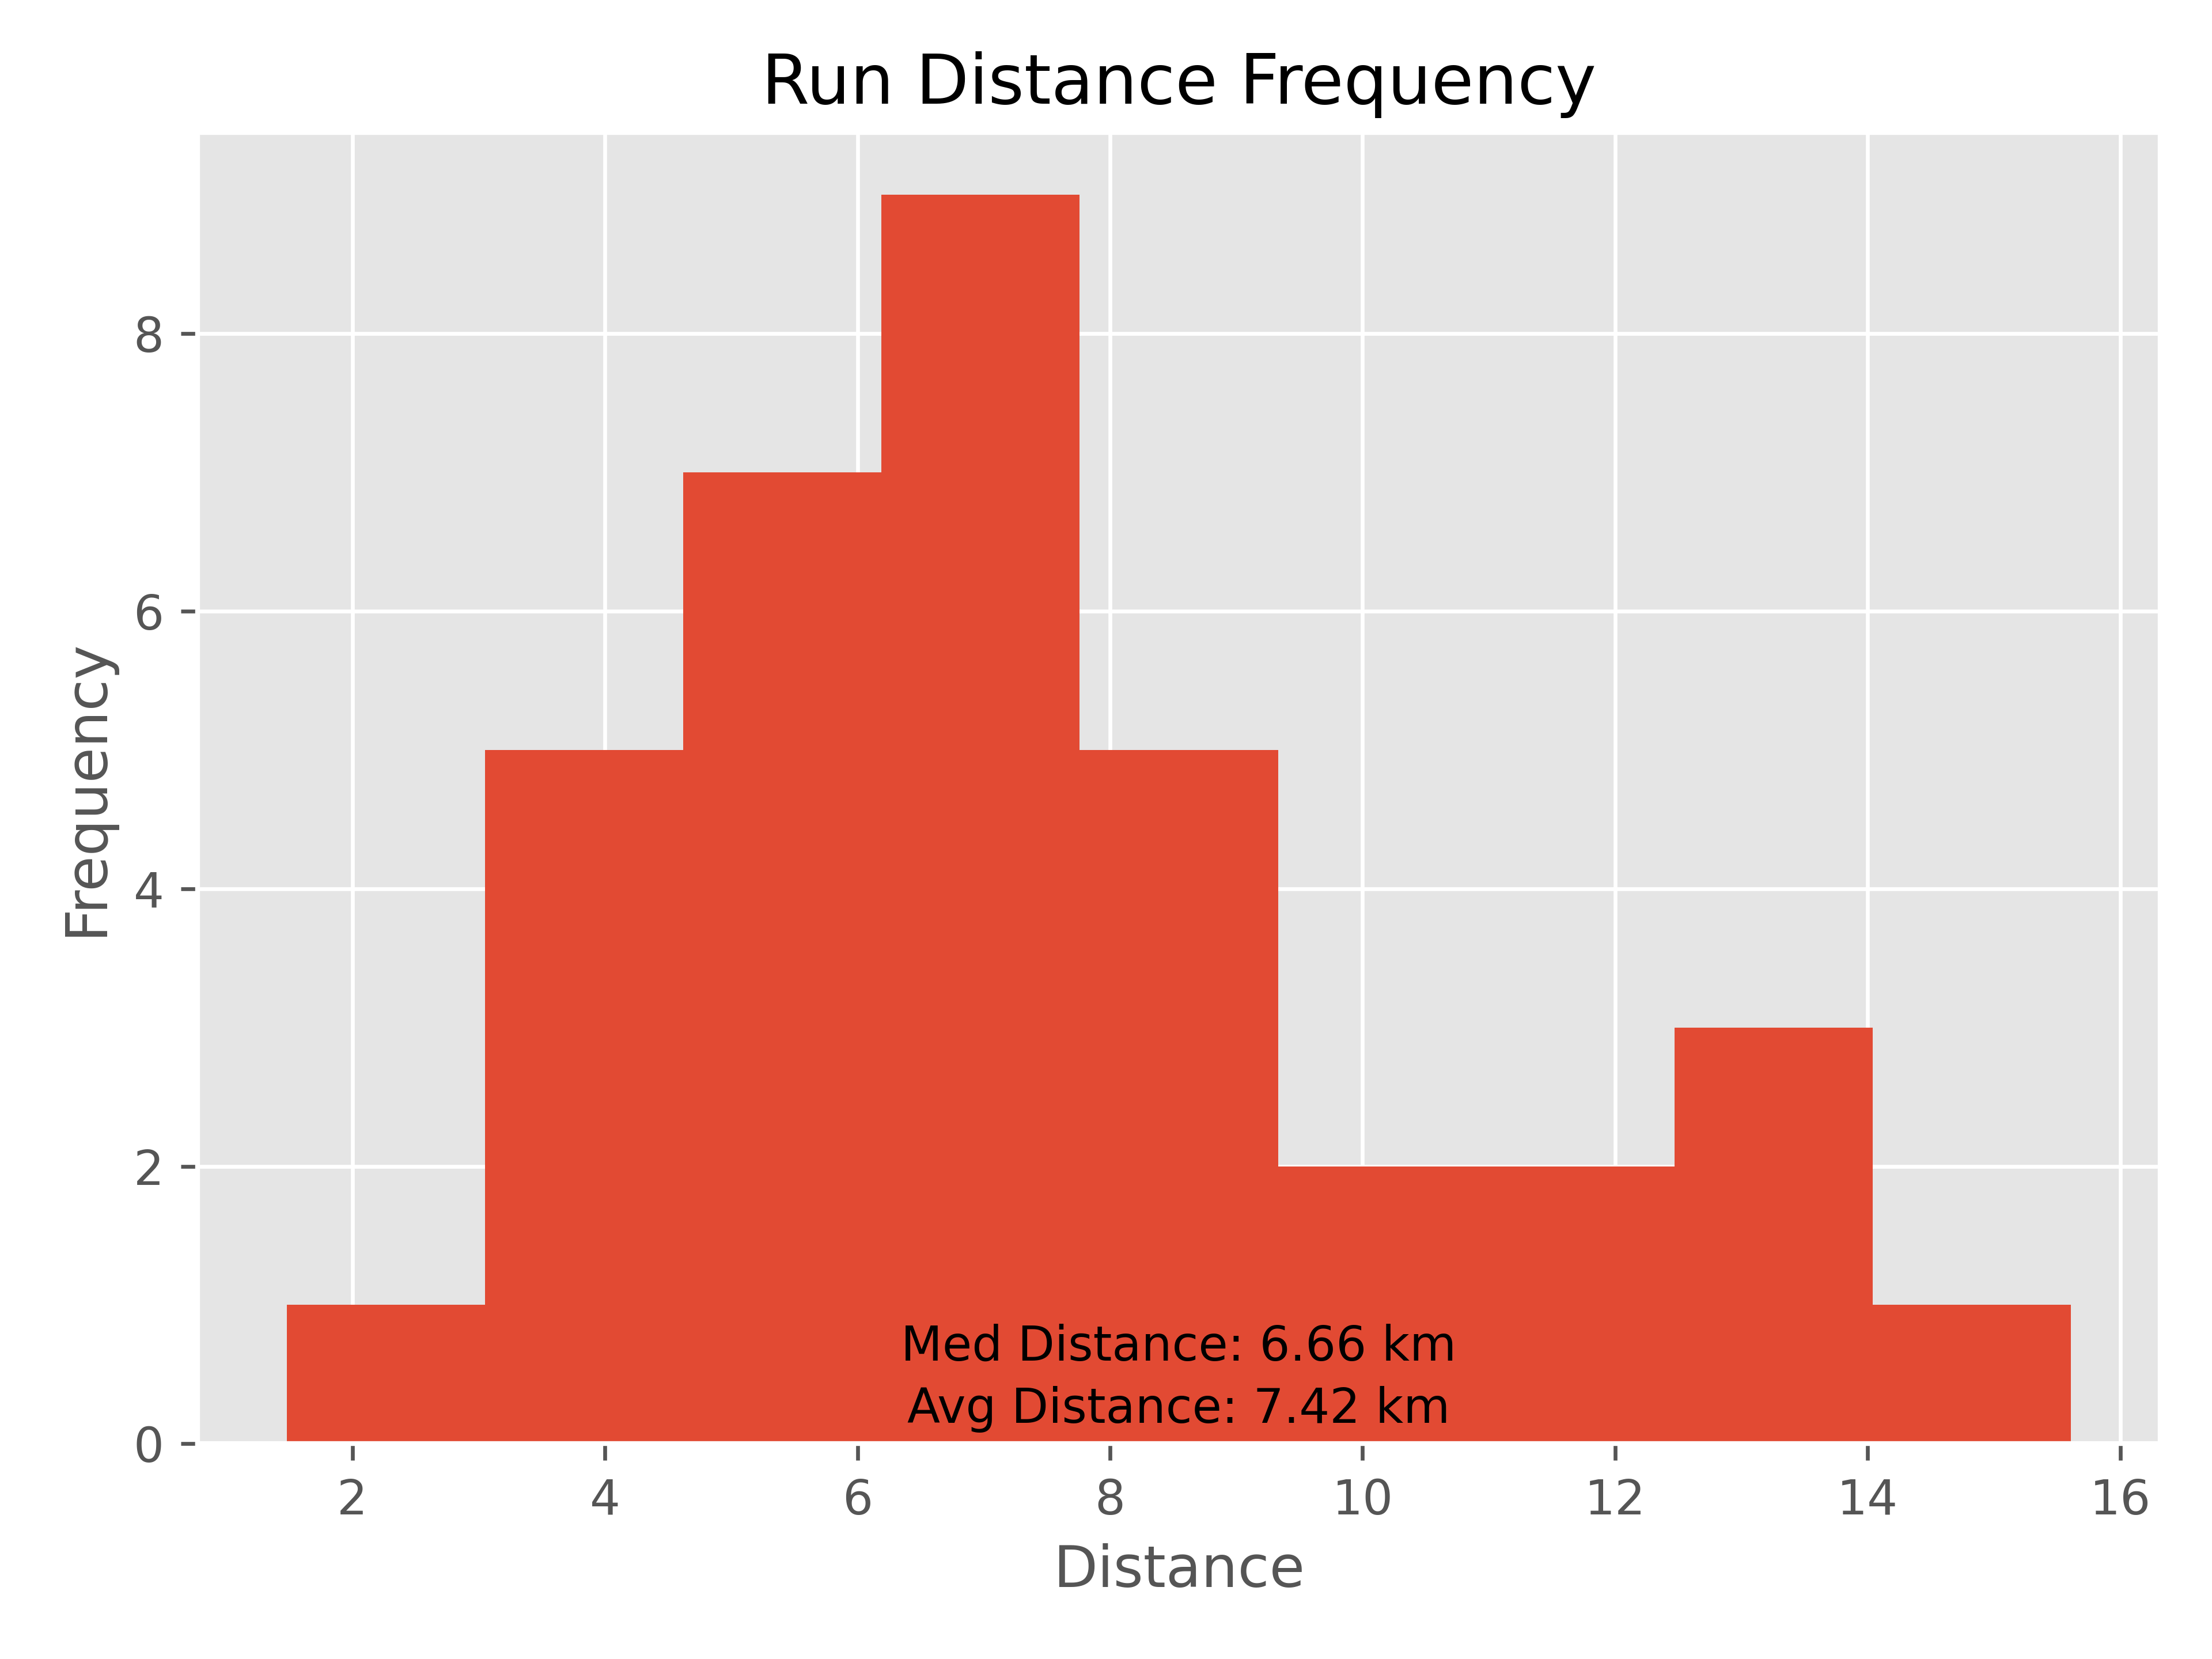 Run Distance Frequency
Frequency
8
6
4
2
0
Med Distance: 6.66 km
Avg Distance: 7.42 km
2 4 6 8 10 12 14 16
Distance